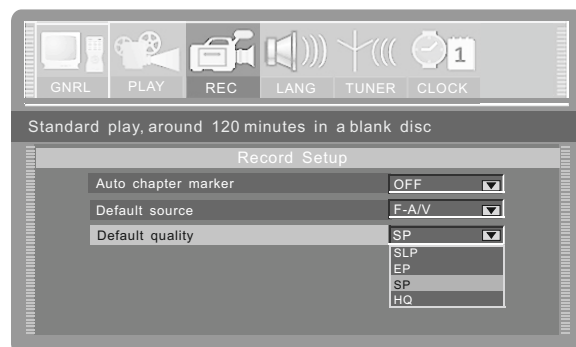 1
GNRL PLAY REC LANG TUNER CLOCK
Standard play, around 120 minutes in a blank disc
Record Setup
Auto chapter marker OFF
Default source F-A/V
Default quality SP
SLP
EP
SP
HQ